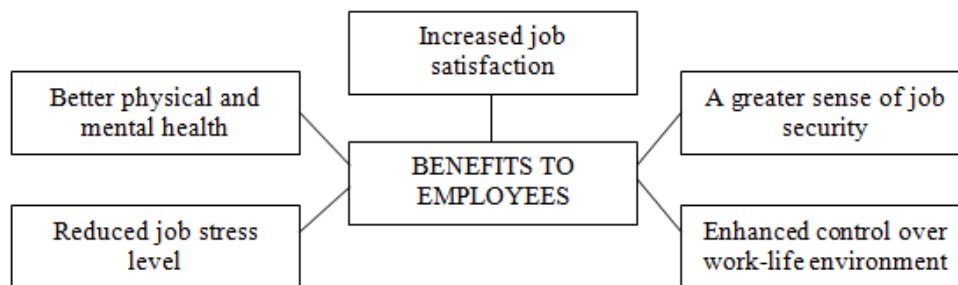 Increased job
satisfaction
Better physical and
mental health
A greater sense of job
security
BENEFITS TO
EMPLOYEES
Reduced job stress
level
Enhanced control over
work-life environment